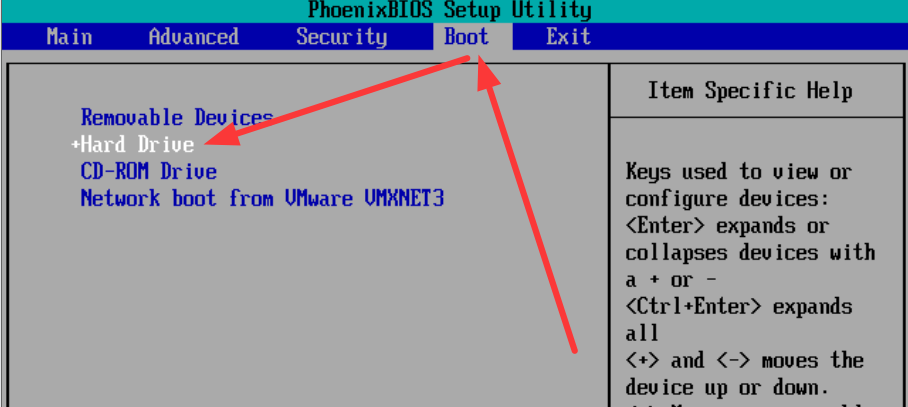 PhoenixBIOS Setup Utility
Main Advanced Security Boot Exit
Removable Devices
+Hard Drive
CD-ROM Drive
Network boot from VMware VMXNET3
Item Specific Help
Keys used to view or
configure devices:
<Enter> expands or
collapses devices with
a + or -
<Ctrl+Enter> expands
all
<+> and <-> moves the
device up or down.